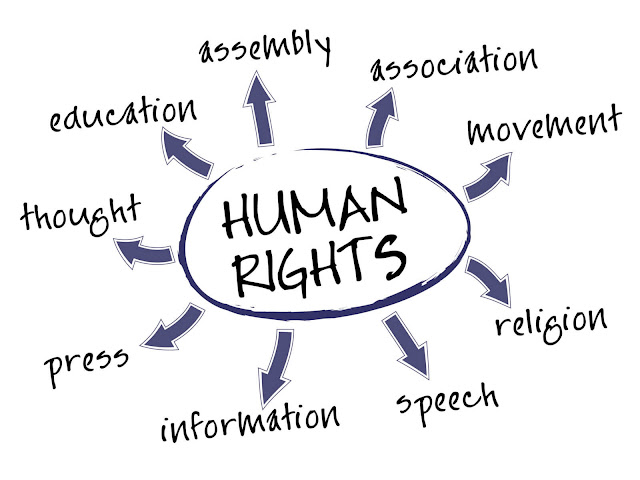 assembly
association
education
movement
thought
HUMAN
RIGHTS
religion
press
speech
information